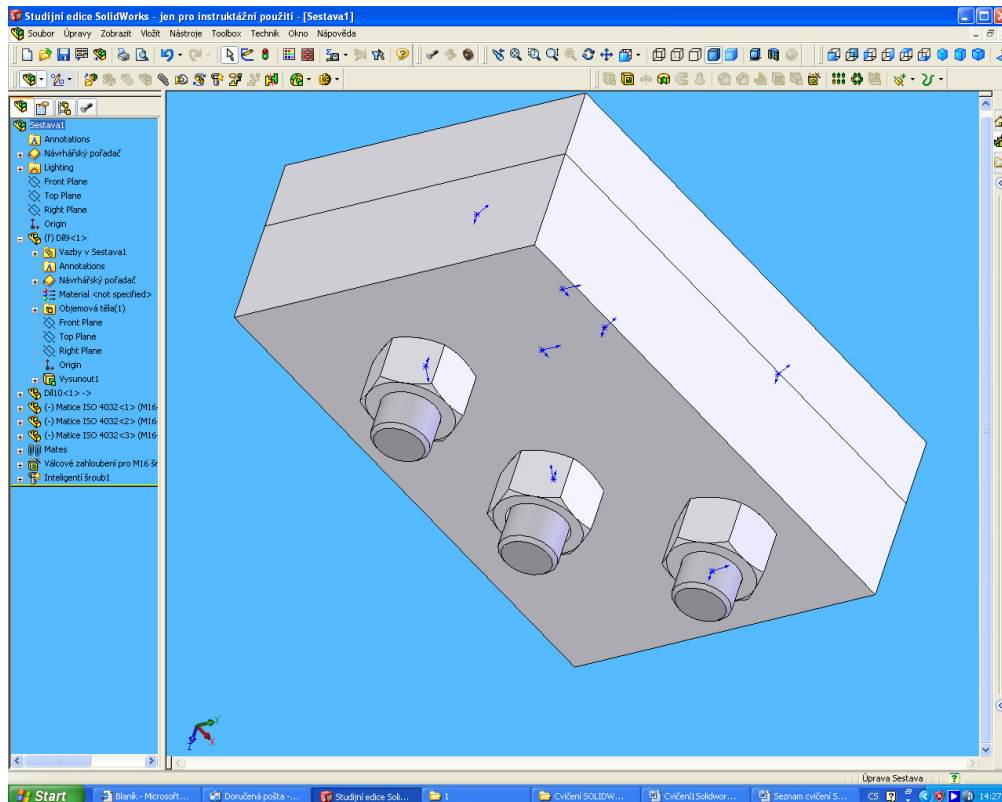 Studijní edice SolidWorks - jen pro instruktážní použití - [Sestava1]
Soubor Úpravy Zobrazit Vložit Nástroje Toolbox Technik Okno Nápověda
Sestava1
Annotations
Návrhářský pořadač
Lighting
Front Plane
Top Plane
Right Plane
Origin
(f) Díl9<1>
Vazby v Sestava1
Annotations
Návrhářský pořadač
Material <not specified>
Objemová těla(1)
Front Plane
Top Plane
Right Plane
Origin
Vysunout1
Díl10<1> ->
(-) Matice ISO 4032<1> (M16-
(-) Matice ISO 4032<2> (M16-
(-) Matice ISO 4032<3> (M16-
Mates
Válcové zahloubení pro M16 šr
Inteligentí šroub1
Y
X
Z
Úprava Sestava
Start
Blaník - Microsoft...
Doručená pošta -...
Studijní edice Soli...
1
Cvičení SOLIDW...
Cvičení1Solidwor...
Seznam cvičení S...
CS
14:27